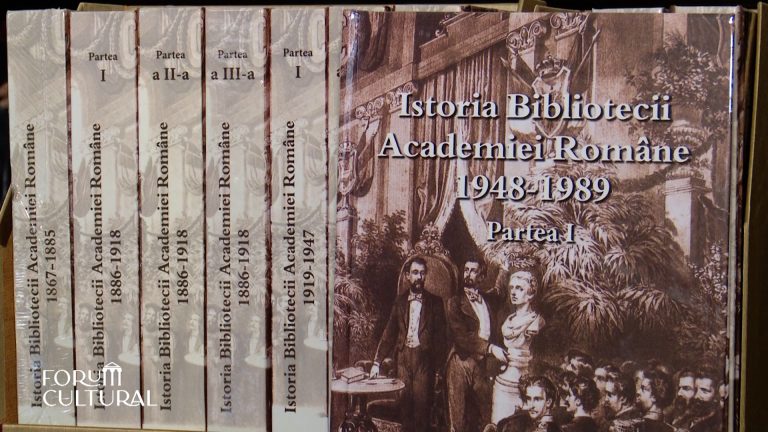 Istoria Bibliotecii Academiei Române
1867-1885
Partea
I
Istoria Bibliotecii Academiei Române
1886-1918
Partea
a II-a
Istoria Bibliotecii Academiei Române
1886-1918
Partea
a III-a
Istoria Bibliotecii Academiei Române
1886-1918
Partea
I
Istoria Bibliotecii Academiei Române
1919-1947
Istoria Bibliotecii
Academiei Române
1948-1989
Partea I
FORUM
CULTURAL